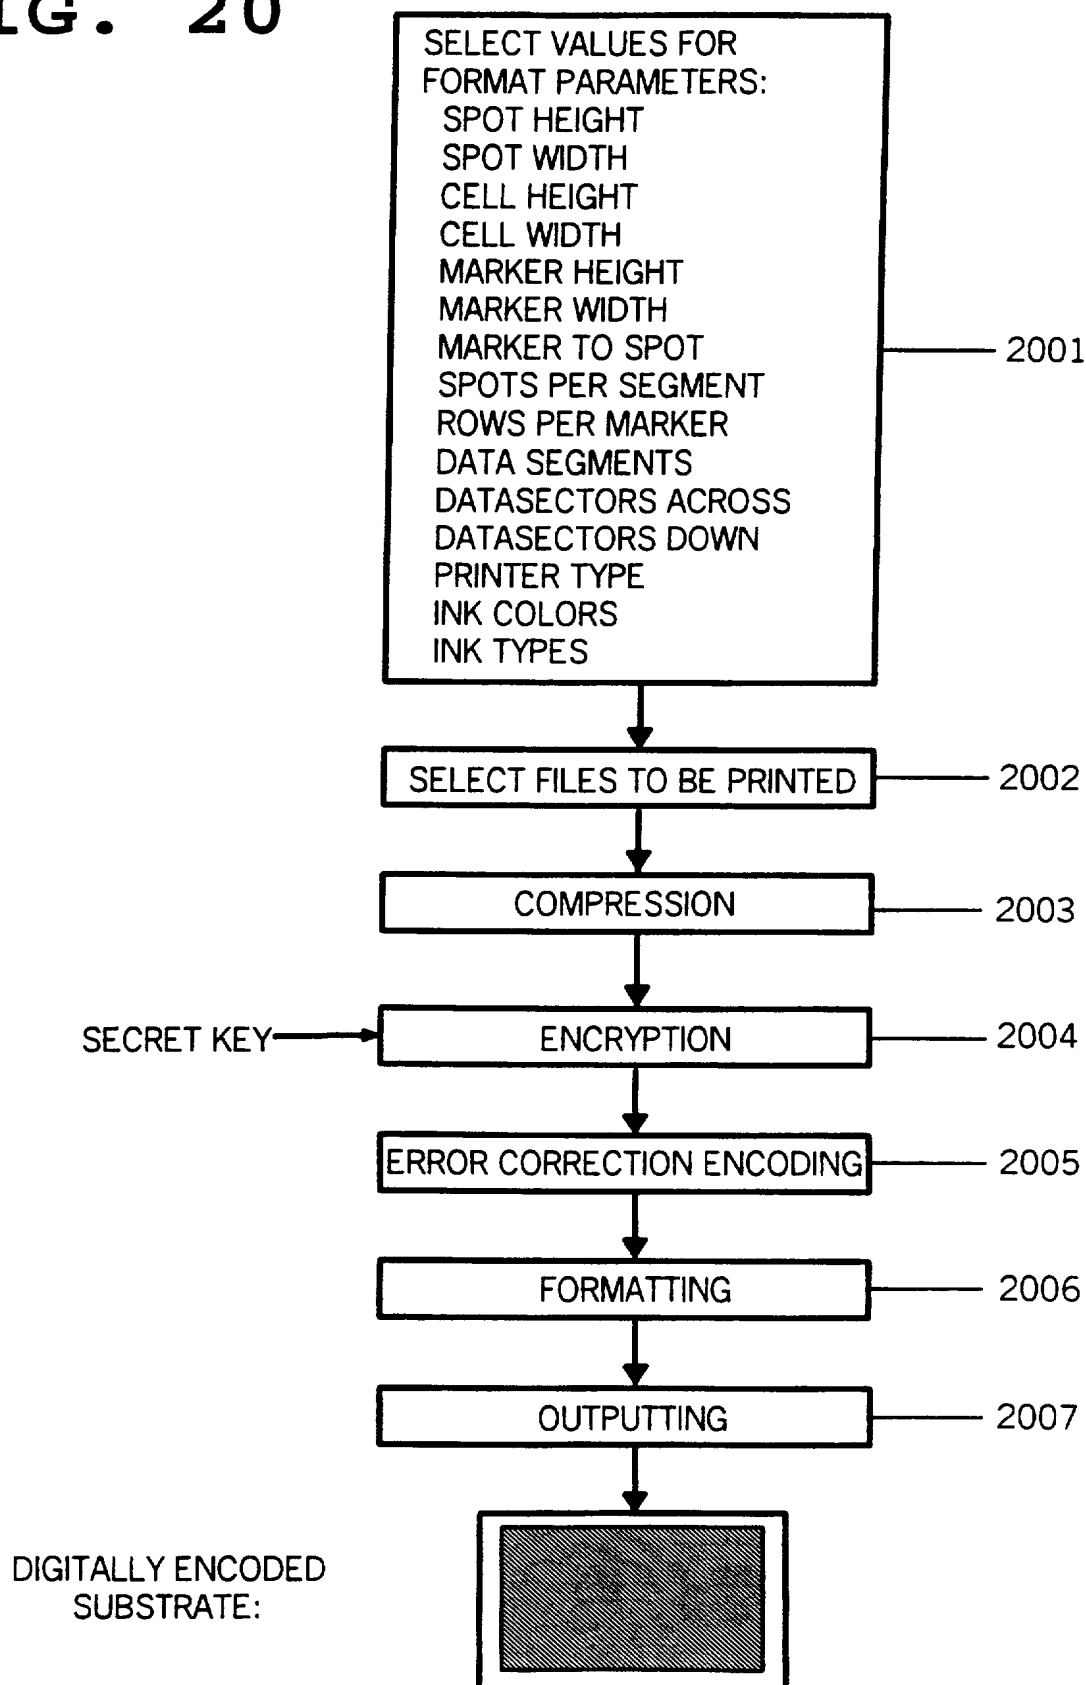 IG. 20
SELECT VALUES FOR
FORMAT PARAMETERS:
SPOT HEIGHT
SPOT WIDTH
CELL HEIGHT
CELL WIDTH
MARKER HEIGHT
MARKER WIDTH
MARKER TO SPOT
SPOTS PER SEGMENT
ROWS PER MARKER
DATA SEGMENTS
DATASECTORS ACROSS
DATASECTORS DOWN
PRINTER TYPE
INK COLORS
INK TYPES
2001
SELECT FILES TO BE PRINTED
2002
COMPRESSION
2003
SECRET KEY
ENCRYPTION
2004
ERROR CORRECTION ENCODING
2005
FORMATTING
2006
OUTPUTTING
2007
DIGITALLY ENCODED
SUBSTRATE: